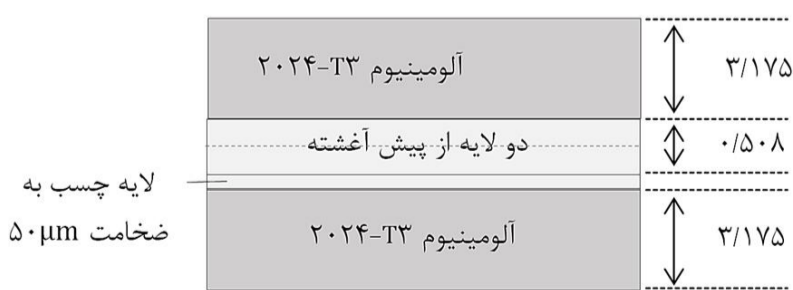 آلومینیوم ۲۰۲۴-T۳
۳/۱۷۵
دو لایه از پیش آغشته
۰/۵۰۸
لایه چسب به
ضخامت ۵۰μm
آلومینیوم ۲۰۲۴-T۳
۳/۱۷۵